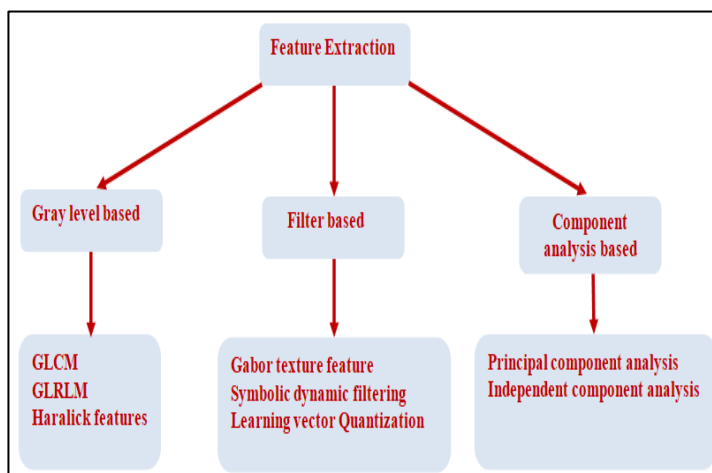 Feature Extraction
Gray level based
Filter based
Component
analysis based
GLCM
GLRLM
Haralick features
Gabor texture feature
Symbolic dynamic filtering
Learning vector Quantization
Principal component analysis
Independent component analysis